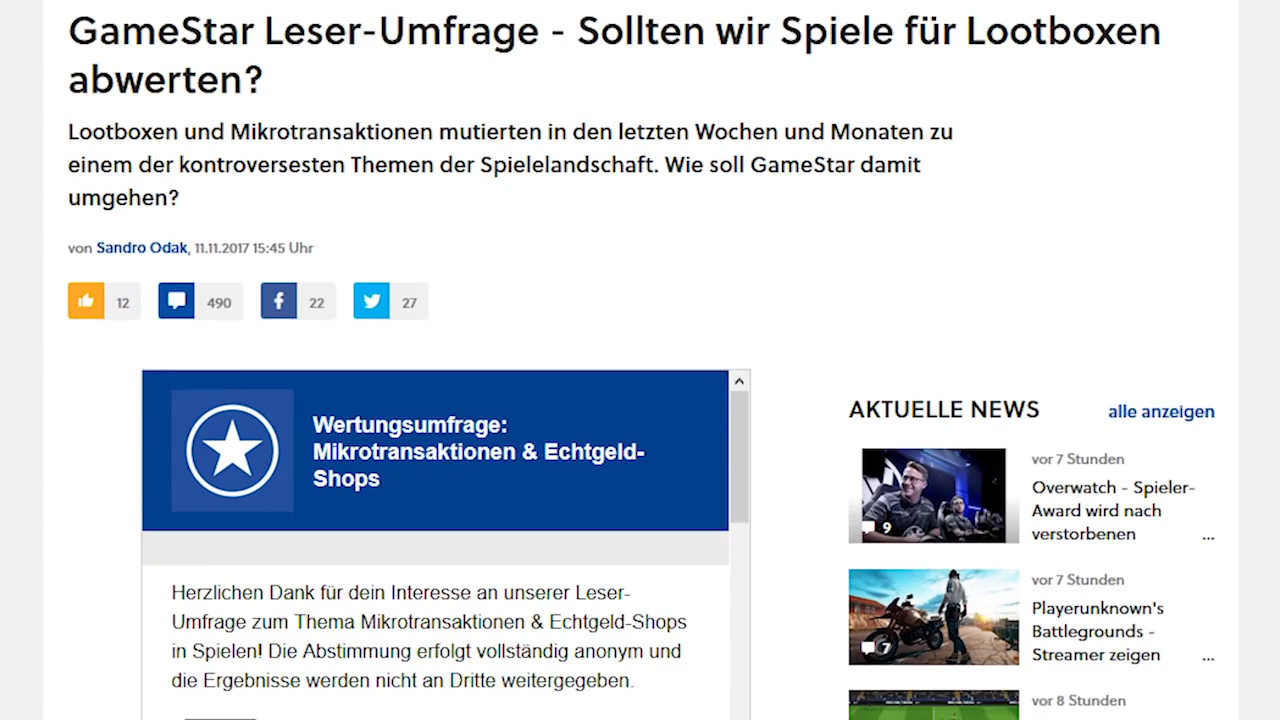 GameStar Leser-Umfrage - Sollten wir Spiele für Lootboxen
abwerten?
Lootboxen und Mikrotransaktionen mutierten in den letzten Wochen und Monaten zu
einem der kontroversesten Themen der Spielelandschaft. Wie soll GameStar damit
umgehen?
von Sandro Odak, 11.11.2017 15:45 Uhr
12 490 22 27
Wertungsumfrage:
Mikrotransaktionen & Echtgeld-
Shops
Herzlichen Dank für dein Interesse an unserer Leser-
Umfrage zum Thema Mikrotransaktionen & Echtgeld-Shops
in Spielen! Die Abstimmung erfolgt vollständig anonym und
die Ergebnisse werden nicht an Dritte weitergegeben.
AKTUELLE NEWS alle anzeigen
vor 7 Stunden
Overwatch - Spieler-
Award wird nach
verstorbenen ...
9
vor 7 Stunden
Playerunknown's
Battlegrounds -
Streamer zeigen ...
7
vor 8 Stunden